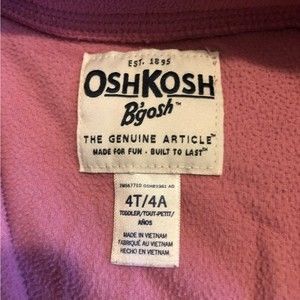 EST. 1895
OSHKOSH
B'gosh™
THE GENUINE ARTICLE™
MADE FOR FUN · BUILT TO LAST™
4T/4A
TODDLER/TOUT-PETIT/
AÑOS
MADE IN VIETNAM
FABRIQUÉ AU VIETNAM
HECHO EN VIETNAM